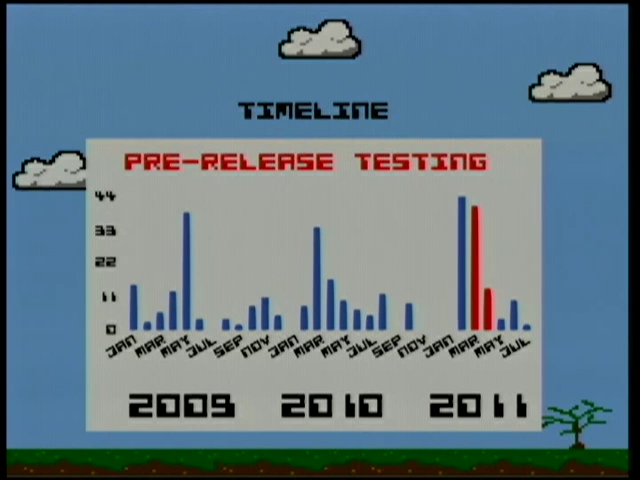 TIMELINE
PRE-RELEASE TESTING
44
33
22
11
0
JAN MAR MAY JUL SEP NOV JAN MAR MAY JUL SEP NOV JAN MAR MAY JUL
2009 2010 2011